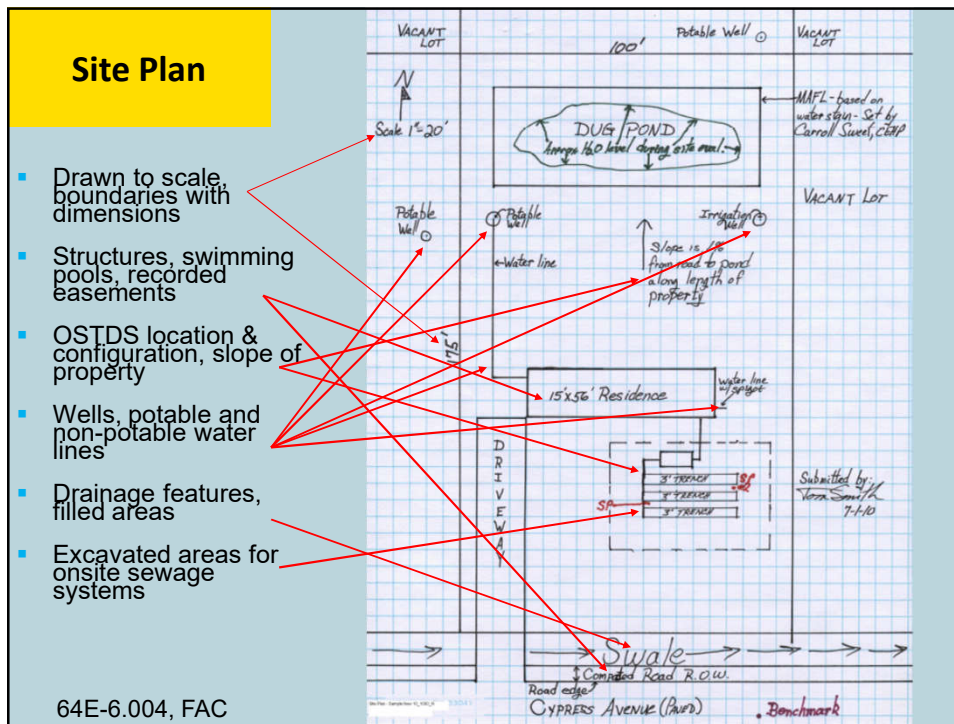 Site Plan
Drawn to scale,
boundaries with
dimensions
Structures, swimming
pools, recorded
easements
OSTDS location &
configuration, slope of
property
Wells, potable and
non-potable water
lines
Drainage features,
filled areas
Excavated areas for
onsite sewage
systems
64E-6.004, FAC
VACANT
LOT
100'
Potable Well
VACANT
LOT
N
Scale 1"=20'
DUG POND
Approx H2O level during site eval.
MAFL-based on
water stain- Set by
Carroll Sweet, CEHP
VACANT LOT
Potable
Well
Potable
Well
Irrigation
Well
Water line
Slope is 1%
from road to pond
along length of
property
175'
15'x56' Residence
Water line
w/spigot
DRIVEWAY
3' TRENCH
3' TRENCH
3' TRENCH
SP
SP
Submitted by:
Tom Smith
7-1-10
Swale
Computed Road R.O.W.
Road edge
CYPRESS AVENUE (PAVED)
Benchmark